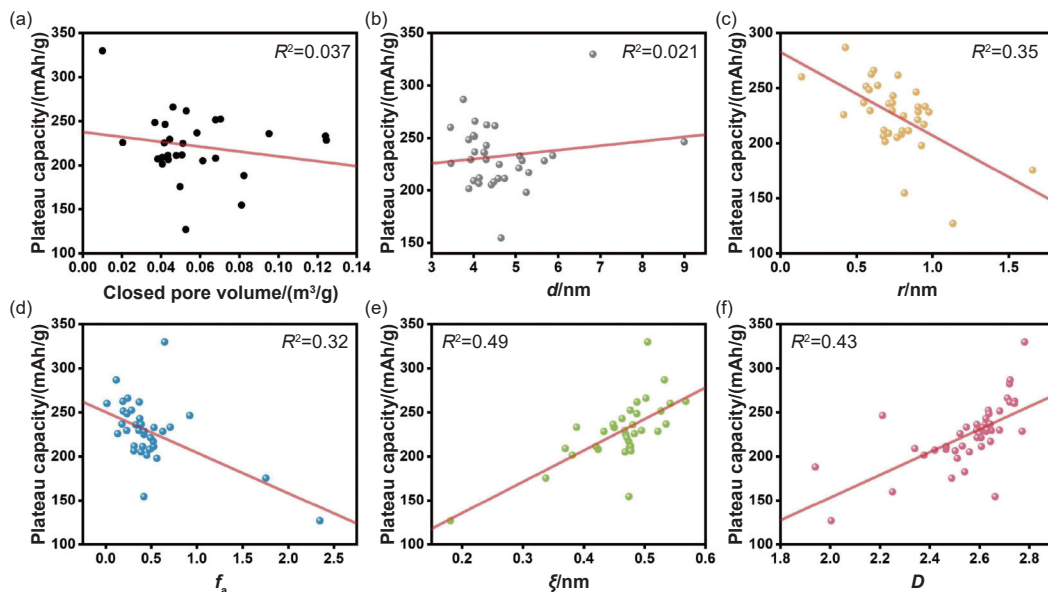 (a)
R²=0.037
Plateau capacity/(mAh/g)
350
300
250
200
150
100
0.00 0.02 0.04 0.06 0.08 0.10 0.12 0.14
Closed pore volume/(m³/g)
(b)
R²=0.021
Plateau capacity/(mAh/g)
350
300
250
200
150
3 4 5 6 7 8 9 10
d/nm
(c)
R²=0.35
Plateau capacity/(mAh/g)
300
250
200
150
100
0.0 0.5 1.0 1.5
r/nm
(d)
R²=0.32
Plateau capacity/(mAh/g)
350
300
250
200
150
100
0.0 0.5 1.0 1.5 2.0 2.5
fₐ
(e)
R²=0.49
Plateau capacity/(mAh/g)
350
300
250
200
150
100
0.2 0.3 0.4 0.5 0.6
ξ/nm
(f)
R²=0.43
Plateau capacity/(mAh/g)
350
300
250
200
150
100
1.8 2.0 2.2 2.4 2.6 2.8
D